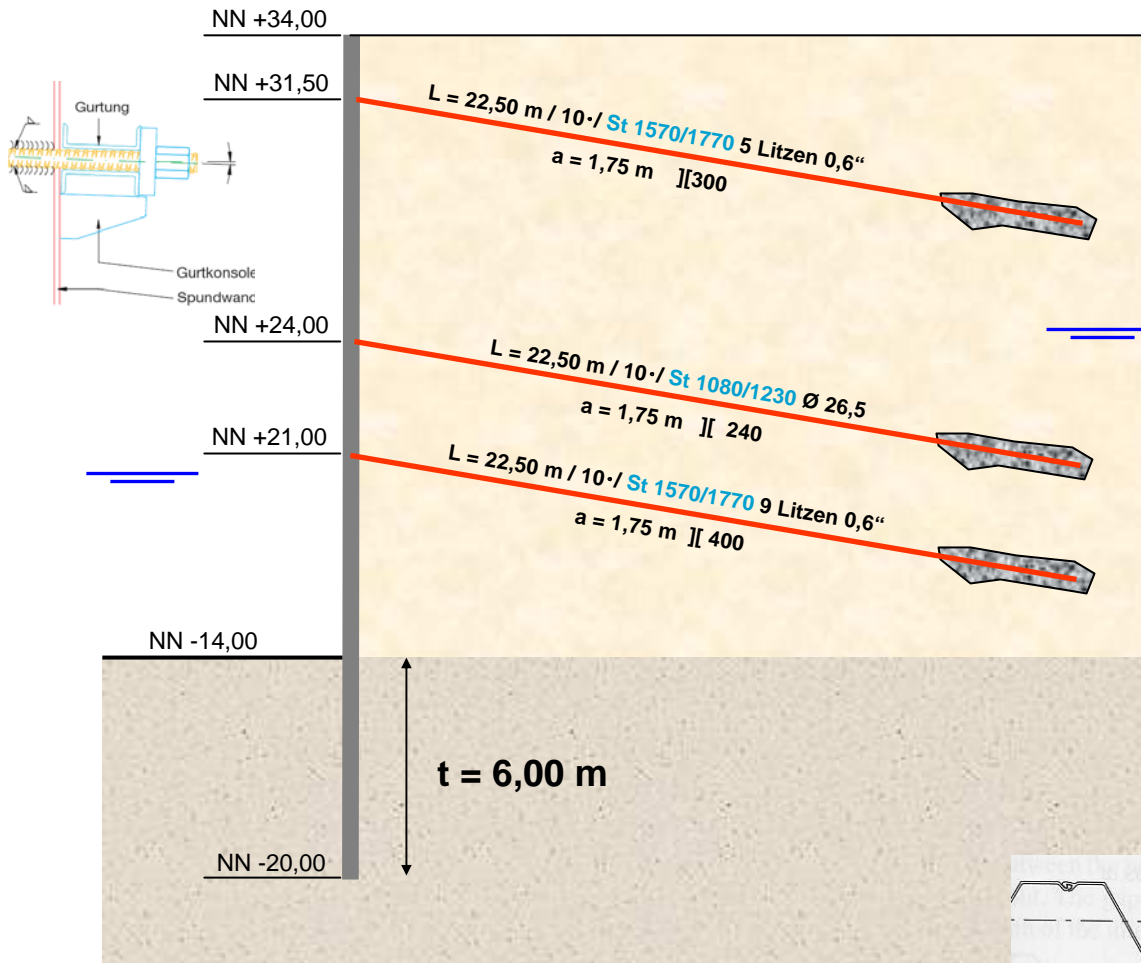 NN +34,00
NN +31,50
Gurtung
Gurtkonsole
Spundwand
L = 22,50 m / 10·/ St 1570/1770 5 Litzen 0,6“
a = 1,75 m ][300
NN +24,00
L = 22,50 m / 10·/ St 1080/1230 Ø 26,5
a = 1,75 m ][ 240
NN +21,00
L = 22,50 m / 10·/ St 1570/1770 9 Litzen 0,6“
a = 1,75 m ][ 400
NN -14,00
t = 6,00 m
NN -20,00